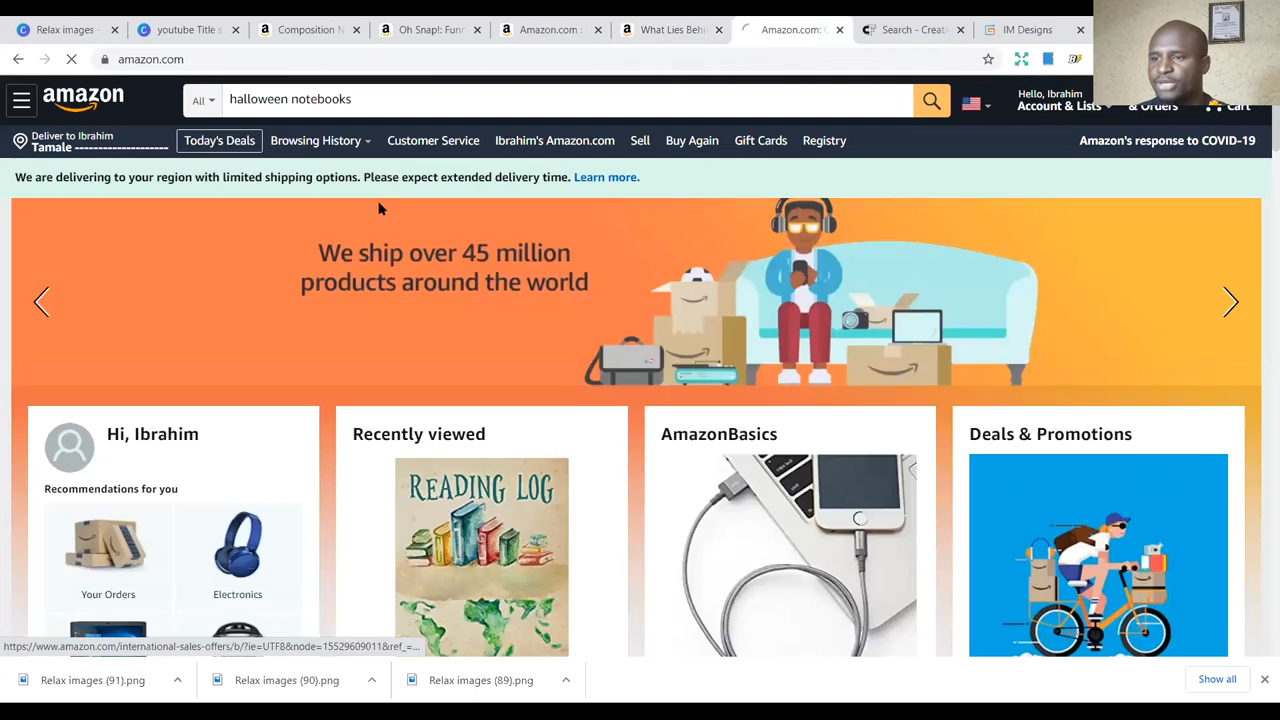 Relax images -
youtube Title s
Composition N
Oh Snap!: Funn
Amazon.com :
What Lies Behi
Amazon.com:
Search - Creati
IM Designs
amazon.com
amazon
All
halloween notebooks
Hello, Ibrahim
Account & Lists
& Orders
Cart
Deliver to Ibrahim
Tamale --------------------
Today's Deals
Browsing History
Customer Service
Ibrahim's Amazon.com
Sell
Buy Again
Gift Cards
Registry
Amazon's response to COVID-19
We are delivering to your region with limited shipping options. Please expect extended delivery time. Learn more.
We ship over 45 million
products around the world
Hi, Ibrahim
Recommendations for you
Your Orders
Electronics
Recently viewed
READING LOG
AmazonBasics
Deals & Promotions
https://www.amazon.com/international-sales-offers/b/?ie=UTF8&node=15529609011&ref_=...
Relax images (91).png
Relax images (90).png
Relax images (89).png
Show all